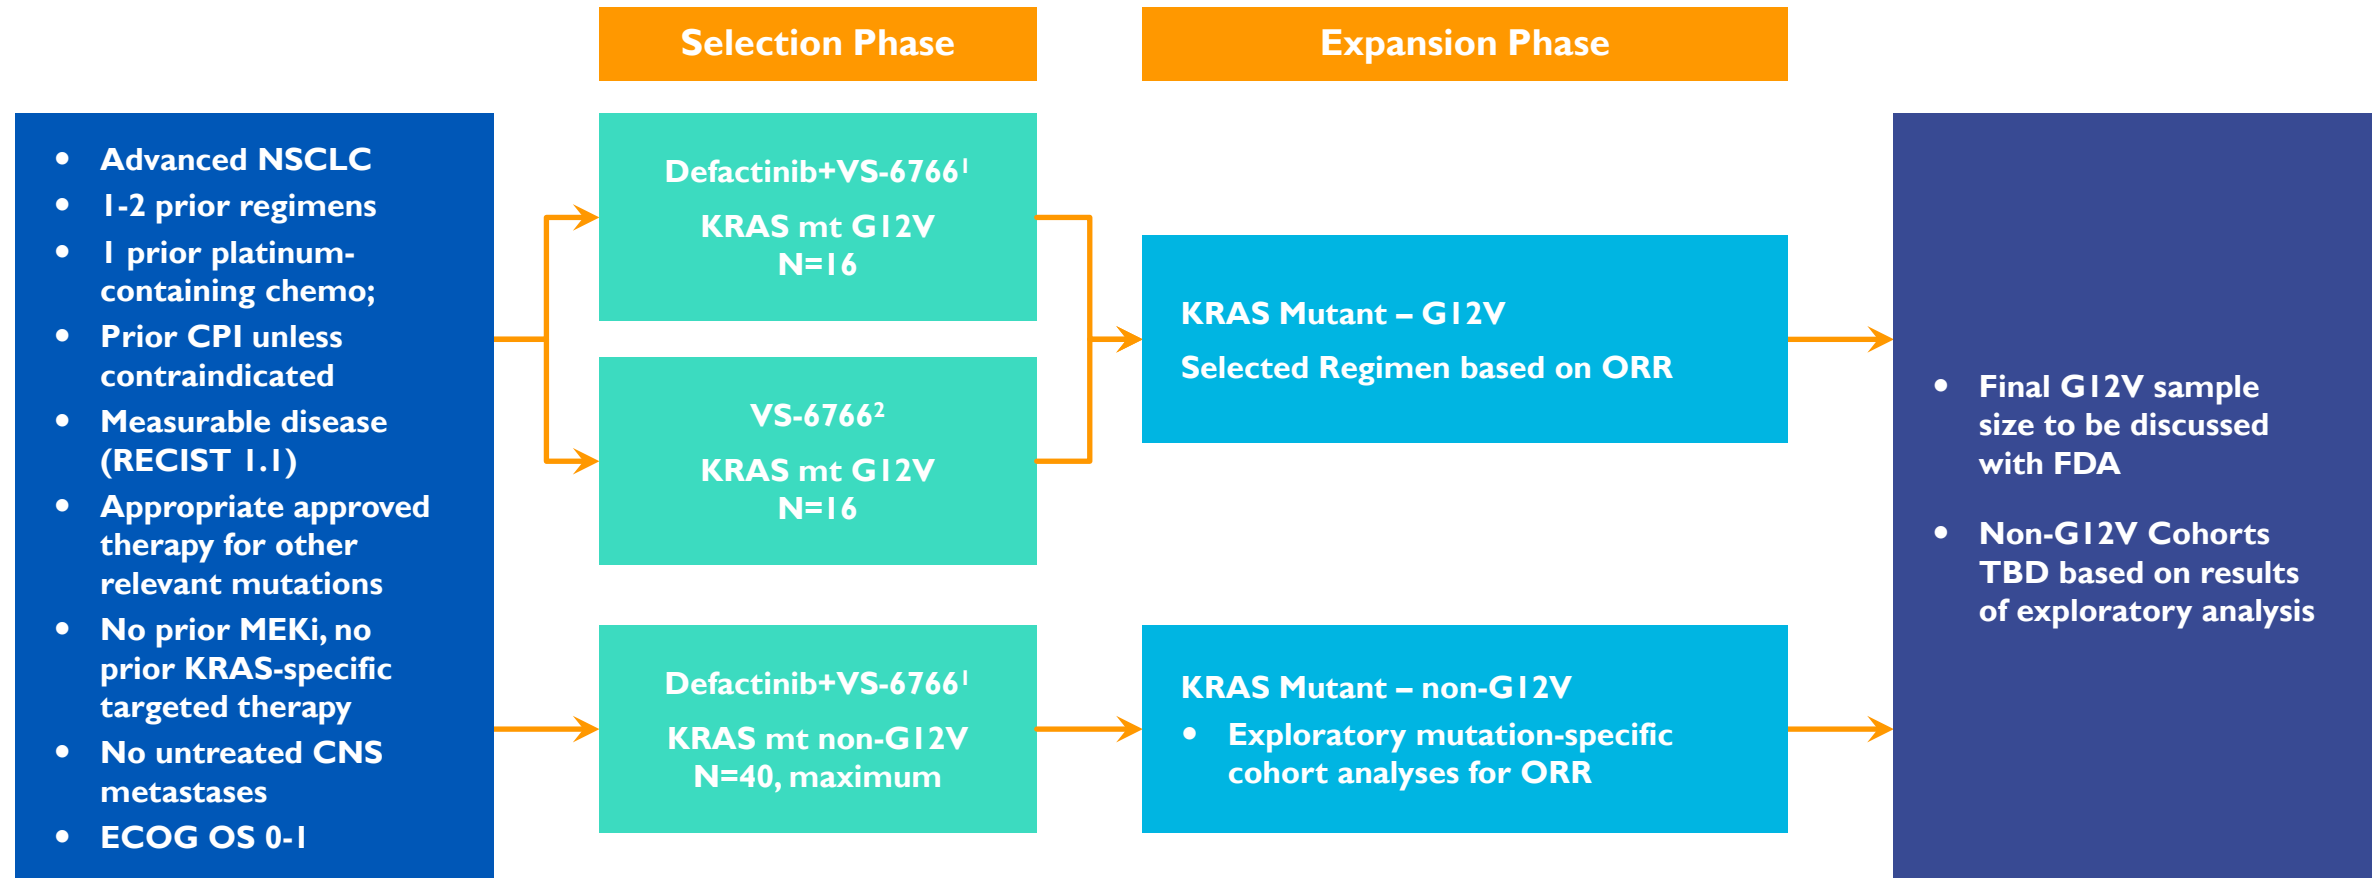 Selection Phase
Expansion Phase
• Advanced NSCLC
• 1-2 prior regimens
• 1 prior platinum-
containing chemo;
• Prior CPI unless
contraindicated
• Measurable disease
(RECIST 1.1)
• Appropriate approved
therapy for other
relevant mutations
• No prior MEKi, no
prior KRAS-specific
targeted therapy
• No untreated CNS
metastases
• ECOG OS 0-1
Defactinib+VS-6766¹
KRAS mt G12V
N=16
VS-6766²
KRAS mt G12V
N=16
Defactinib+VS-6766¹
KRAS mt non-G12V
N=40, maximum
KRAS Mutant – G12V
Selected Regimen based on ORR
KRAS Mutant – non-G12V
• Exploratory mutation-specific
cohort analyses for ORR
• Final G12V sample
size to be discussed
with FDA
• Non-G12V Cohorts
TBD based on results
of exploratory analysis